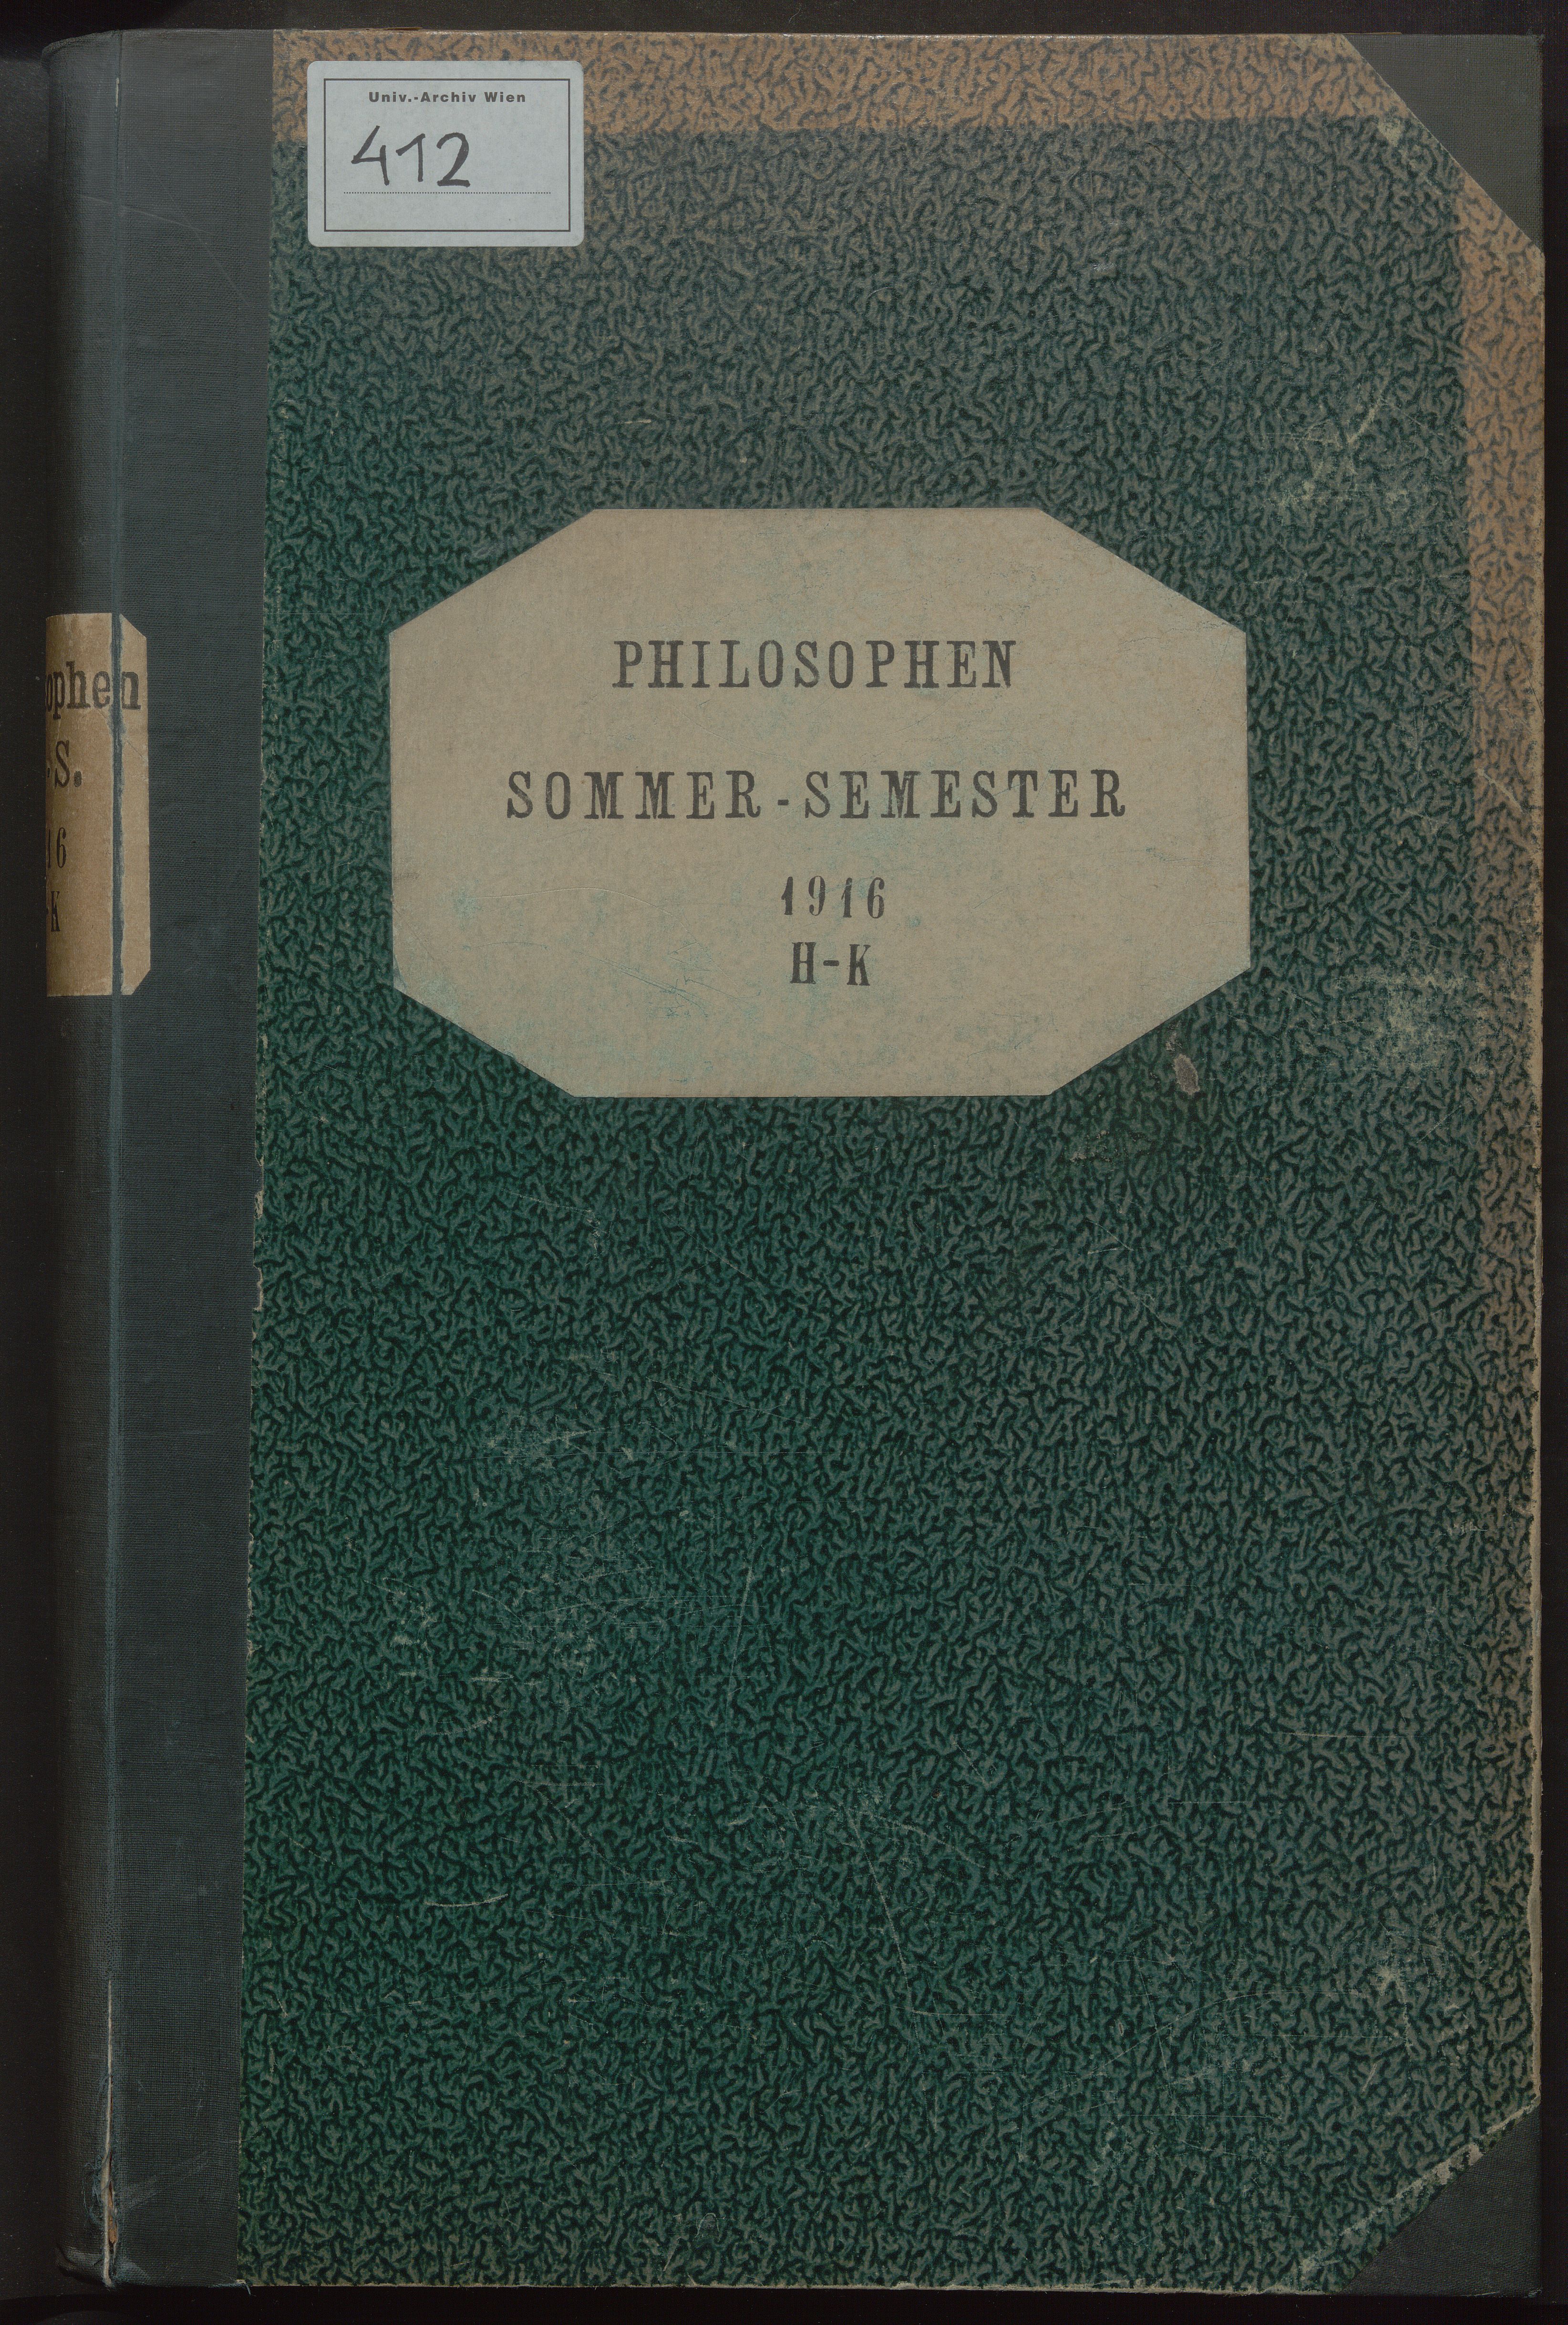 Univ.-Archiv Wien
412
PHILOSOPHEN
SOMMER-SEMESTER
1916
H-K
ophen
S.
16
-K